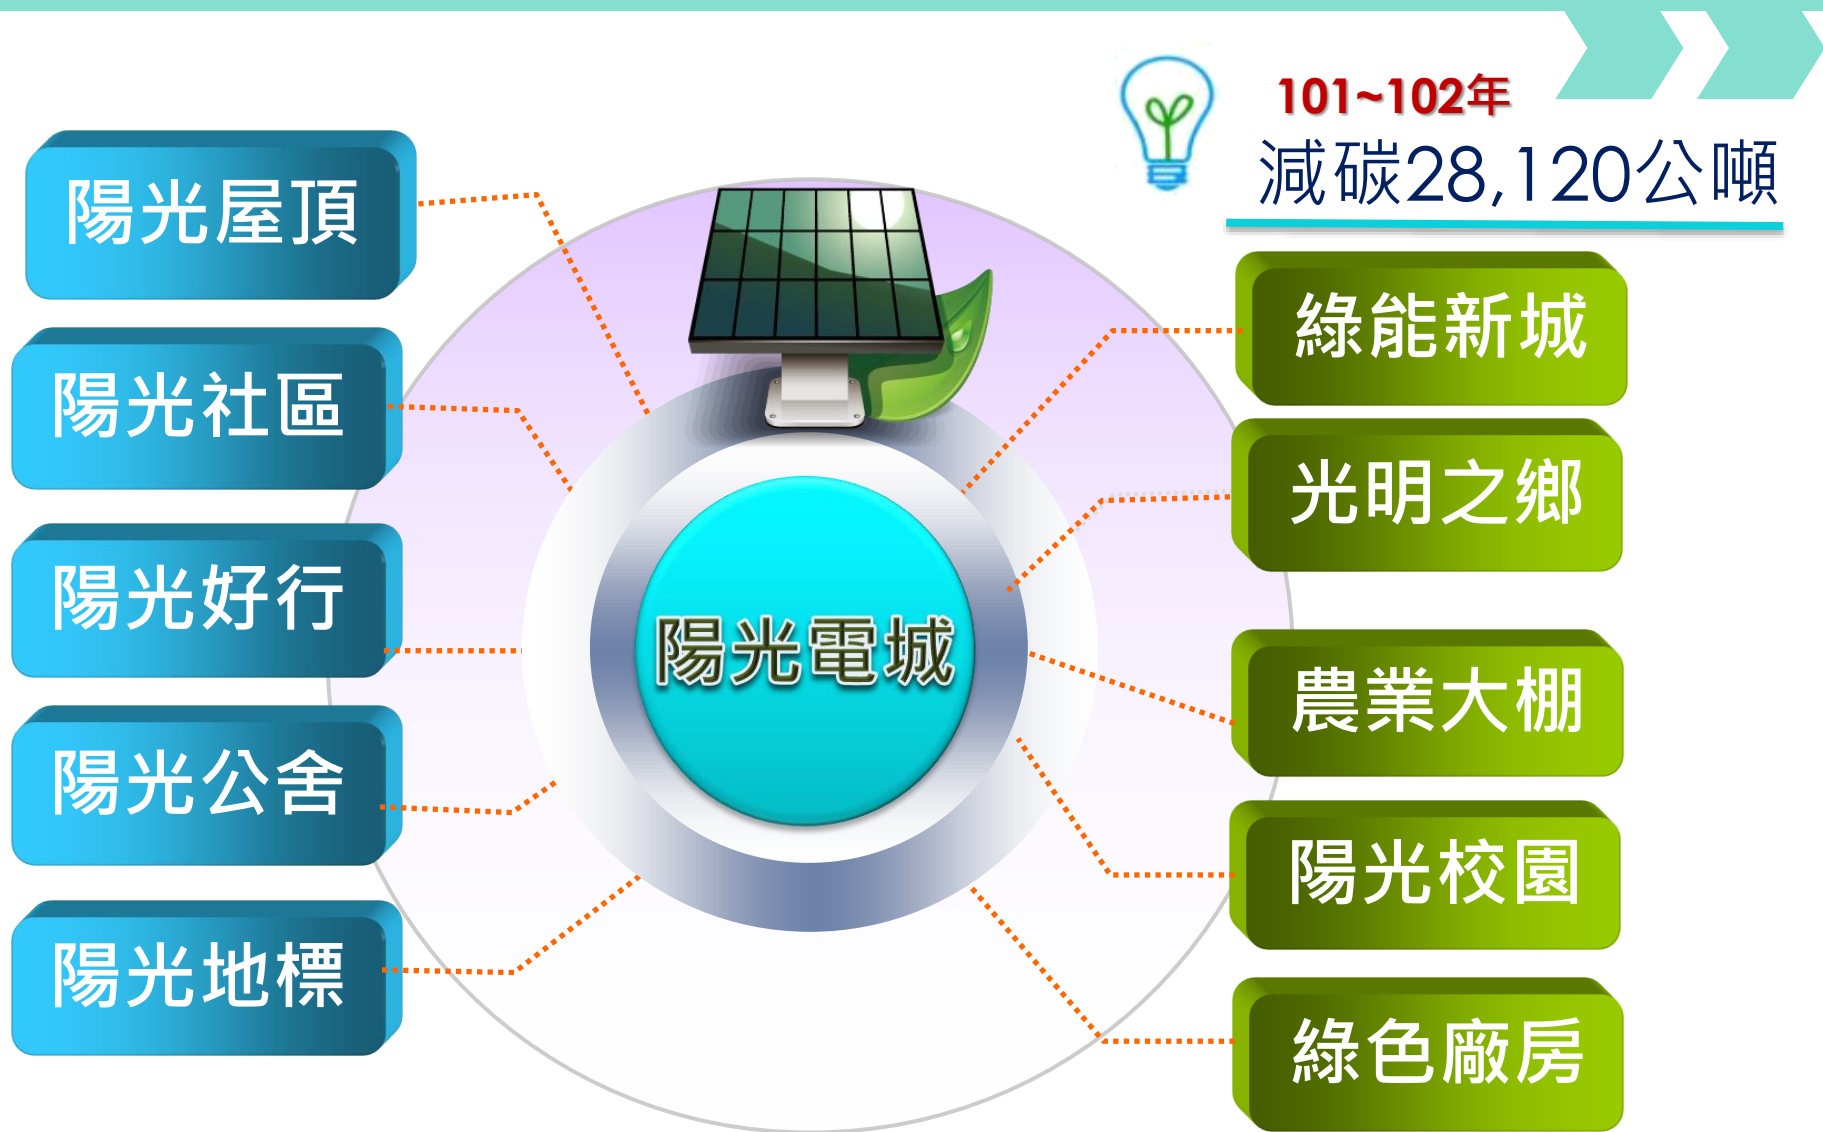 101~102年
減碳28,120公噸
陽光屋頂
陽光社區
陽光好行
陽光公舍
陽光地標
陽光電城
綠能新城
光明之鄉
農業大棚
陽光校園
綠色廠房